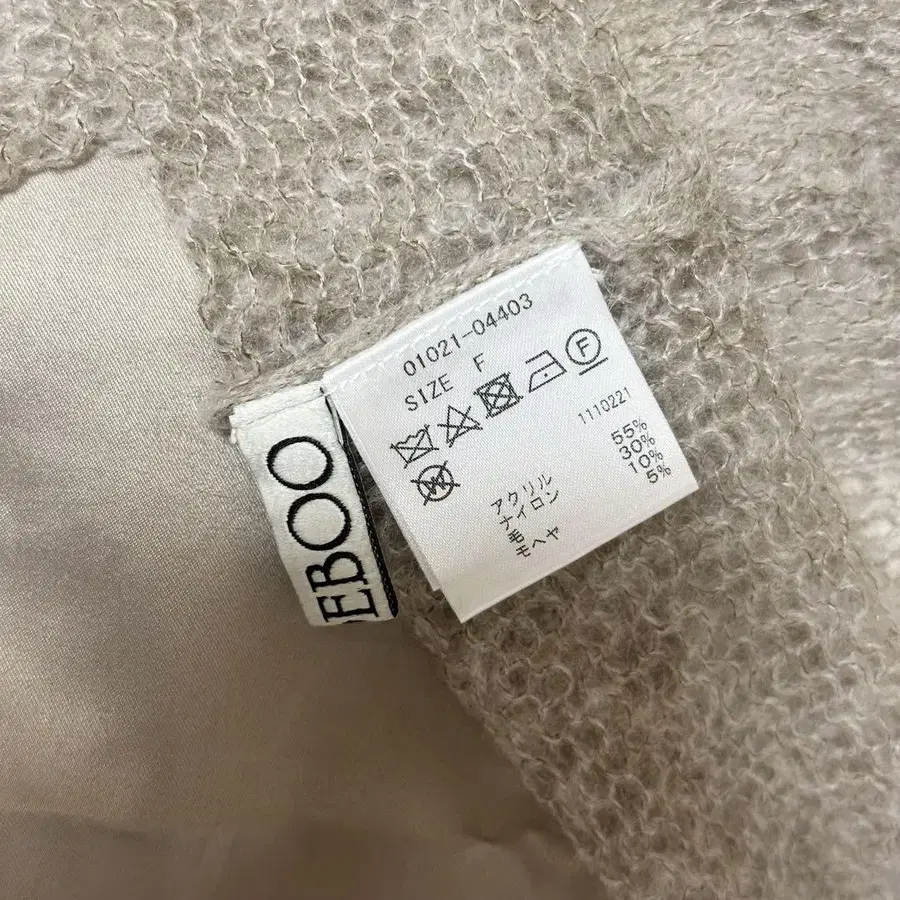 01021-04403
SIZE F
F
W
1110221
アクリル 55%
ナイロン 30%
毛 10%
モヘヤ 5%
EBOO